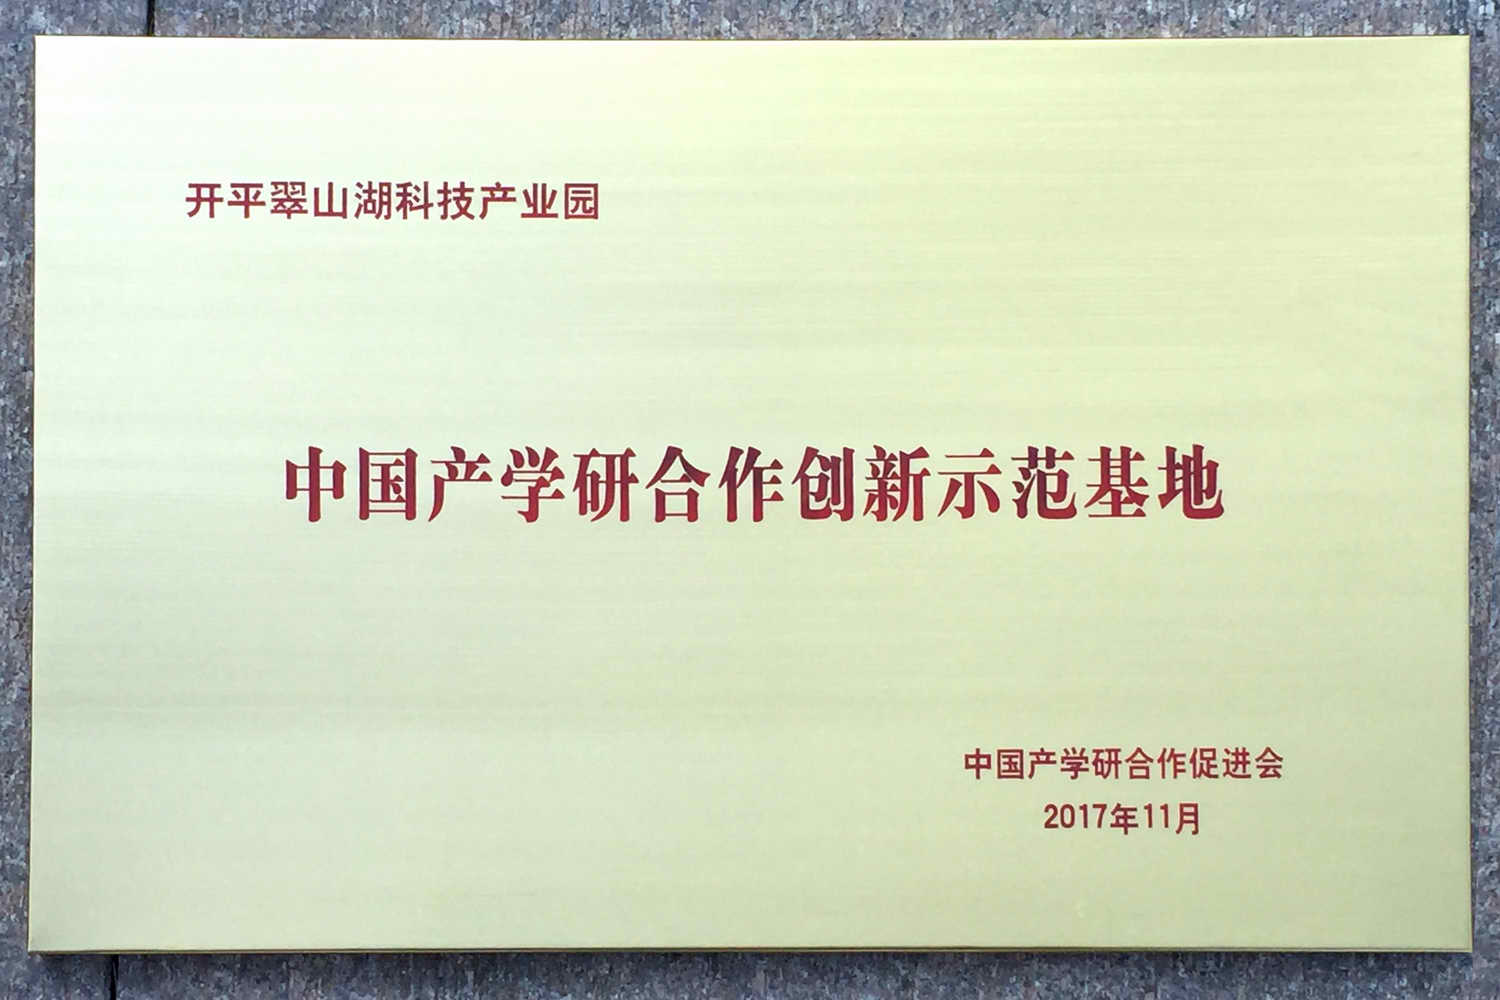 开平翠山湖科技产业园
中国产学研合作创新示范基地
中国产学研合作促进会
2017年11月